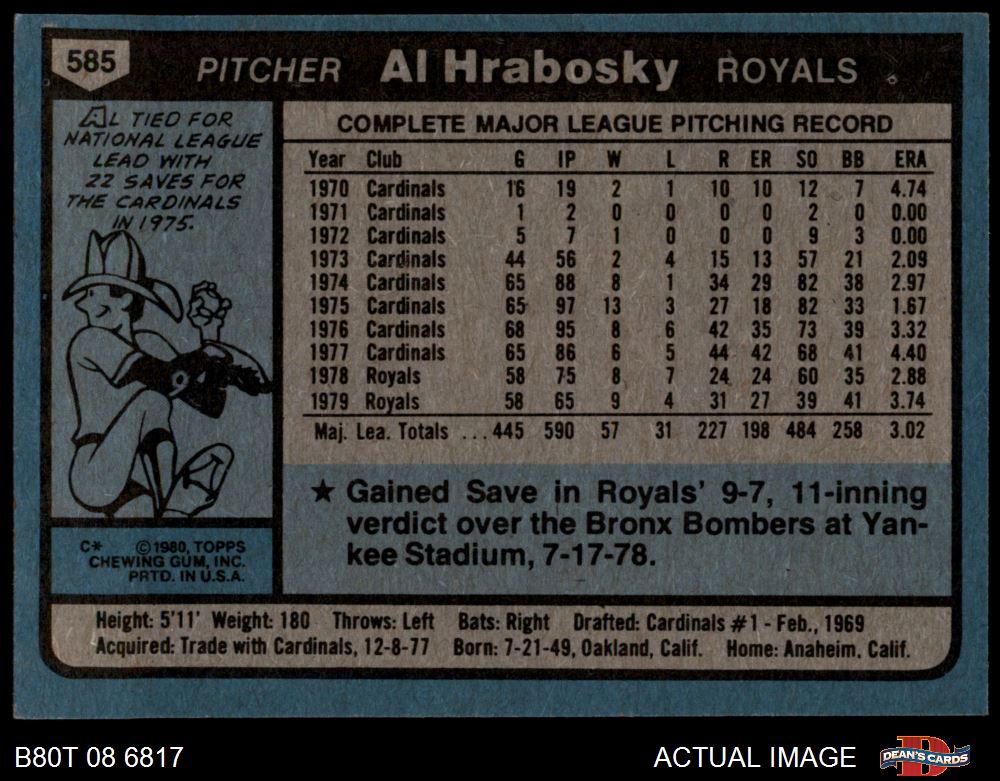 585 PITCHER Al Hrabosky ROYALS
AL TIED FOR
NATIONAL LEAGUE
LEAD WITH
22 SAVES FOR
THE CARDINALS
IN 1975.
COMPLETE MAJOR LEAGUE PITCHING RECORD
Year Club G IP W L R ER SO BB ERA
1970 Cardinals 16 19 2 1 10 10 12 7 4.74
1971 Cardinals 1 2 0 0 0 0 2 0 0.00
1972 Cardinals 5 7 1 0 0 0 9 3 0.00
1973 Cardinals 44 56 2 4 15 13 57 21 2.09
1974 Cardinals 65 88 8 1 34 29 82 38 2.97
1975 Cardinals 65 97 13 3 27 18 82 33 1.67
1976 Cardinals 68 95 8 6 42 35 73 39 3.32
1977 Cardinals 65 86 6 5 44 42 68 41 4.40
1978 Royals 58 75 8 7 24 24 60 35 2.88
1979 Royals 58 65 9 4 31 27 39 41 3.74
Maj. Lea. Totals ...445 590 57 31 227 198 484 258 3.02
★ Gained Save in Royals' 9-7, 11-inning
verdict over the Bronx Bombers at Yan-
kee Stadium, 7-17-78.
C* ©1980, TOPPS
CHEWING GUM, INC.
PRTD. IN U.S.A.
Height: 5'11' Weight: 180 Throws: Left Bats: Right Drafted: Cardinals #1 - Feb., 1969
Acquired: Trade with Cardinals, 12-8-77 Born: 7-21-49, Oakland, Calif. Home: Anaheim, Calif.
B80T 08 6817 ACTUAL IMAGE DEAN'S CARDS